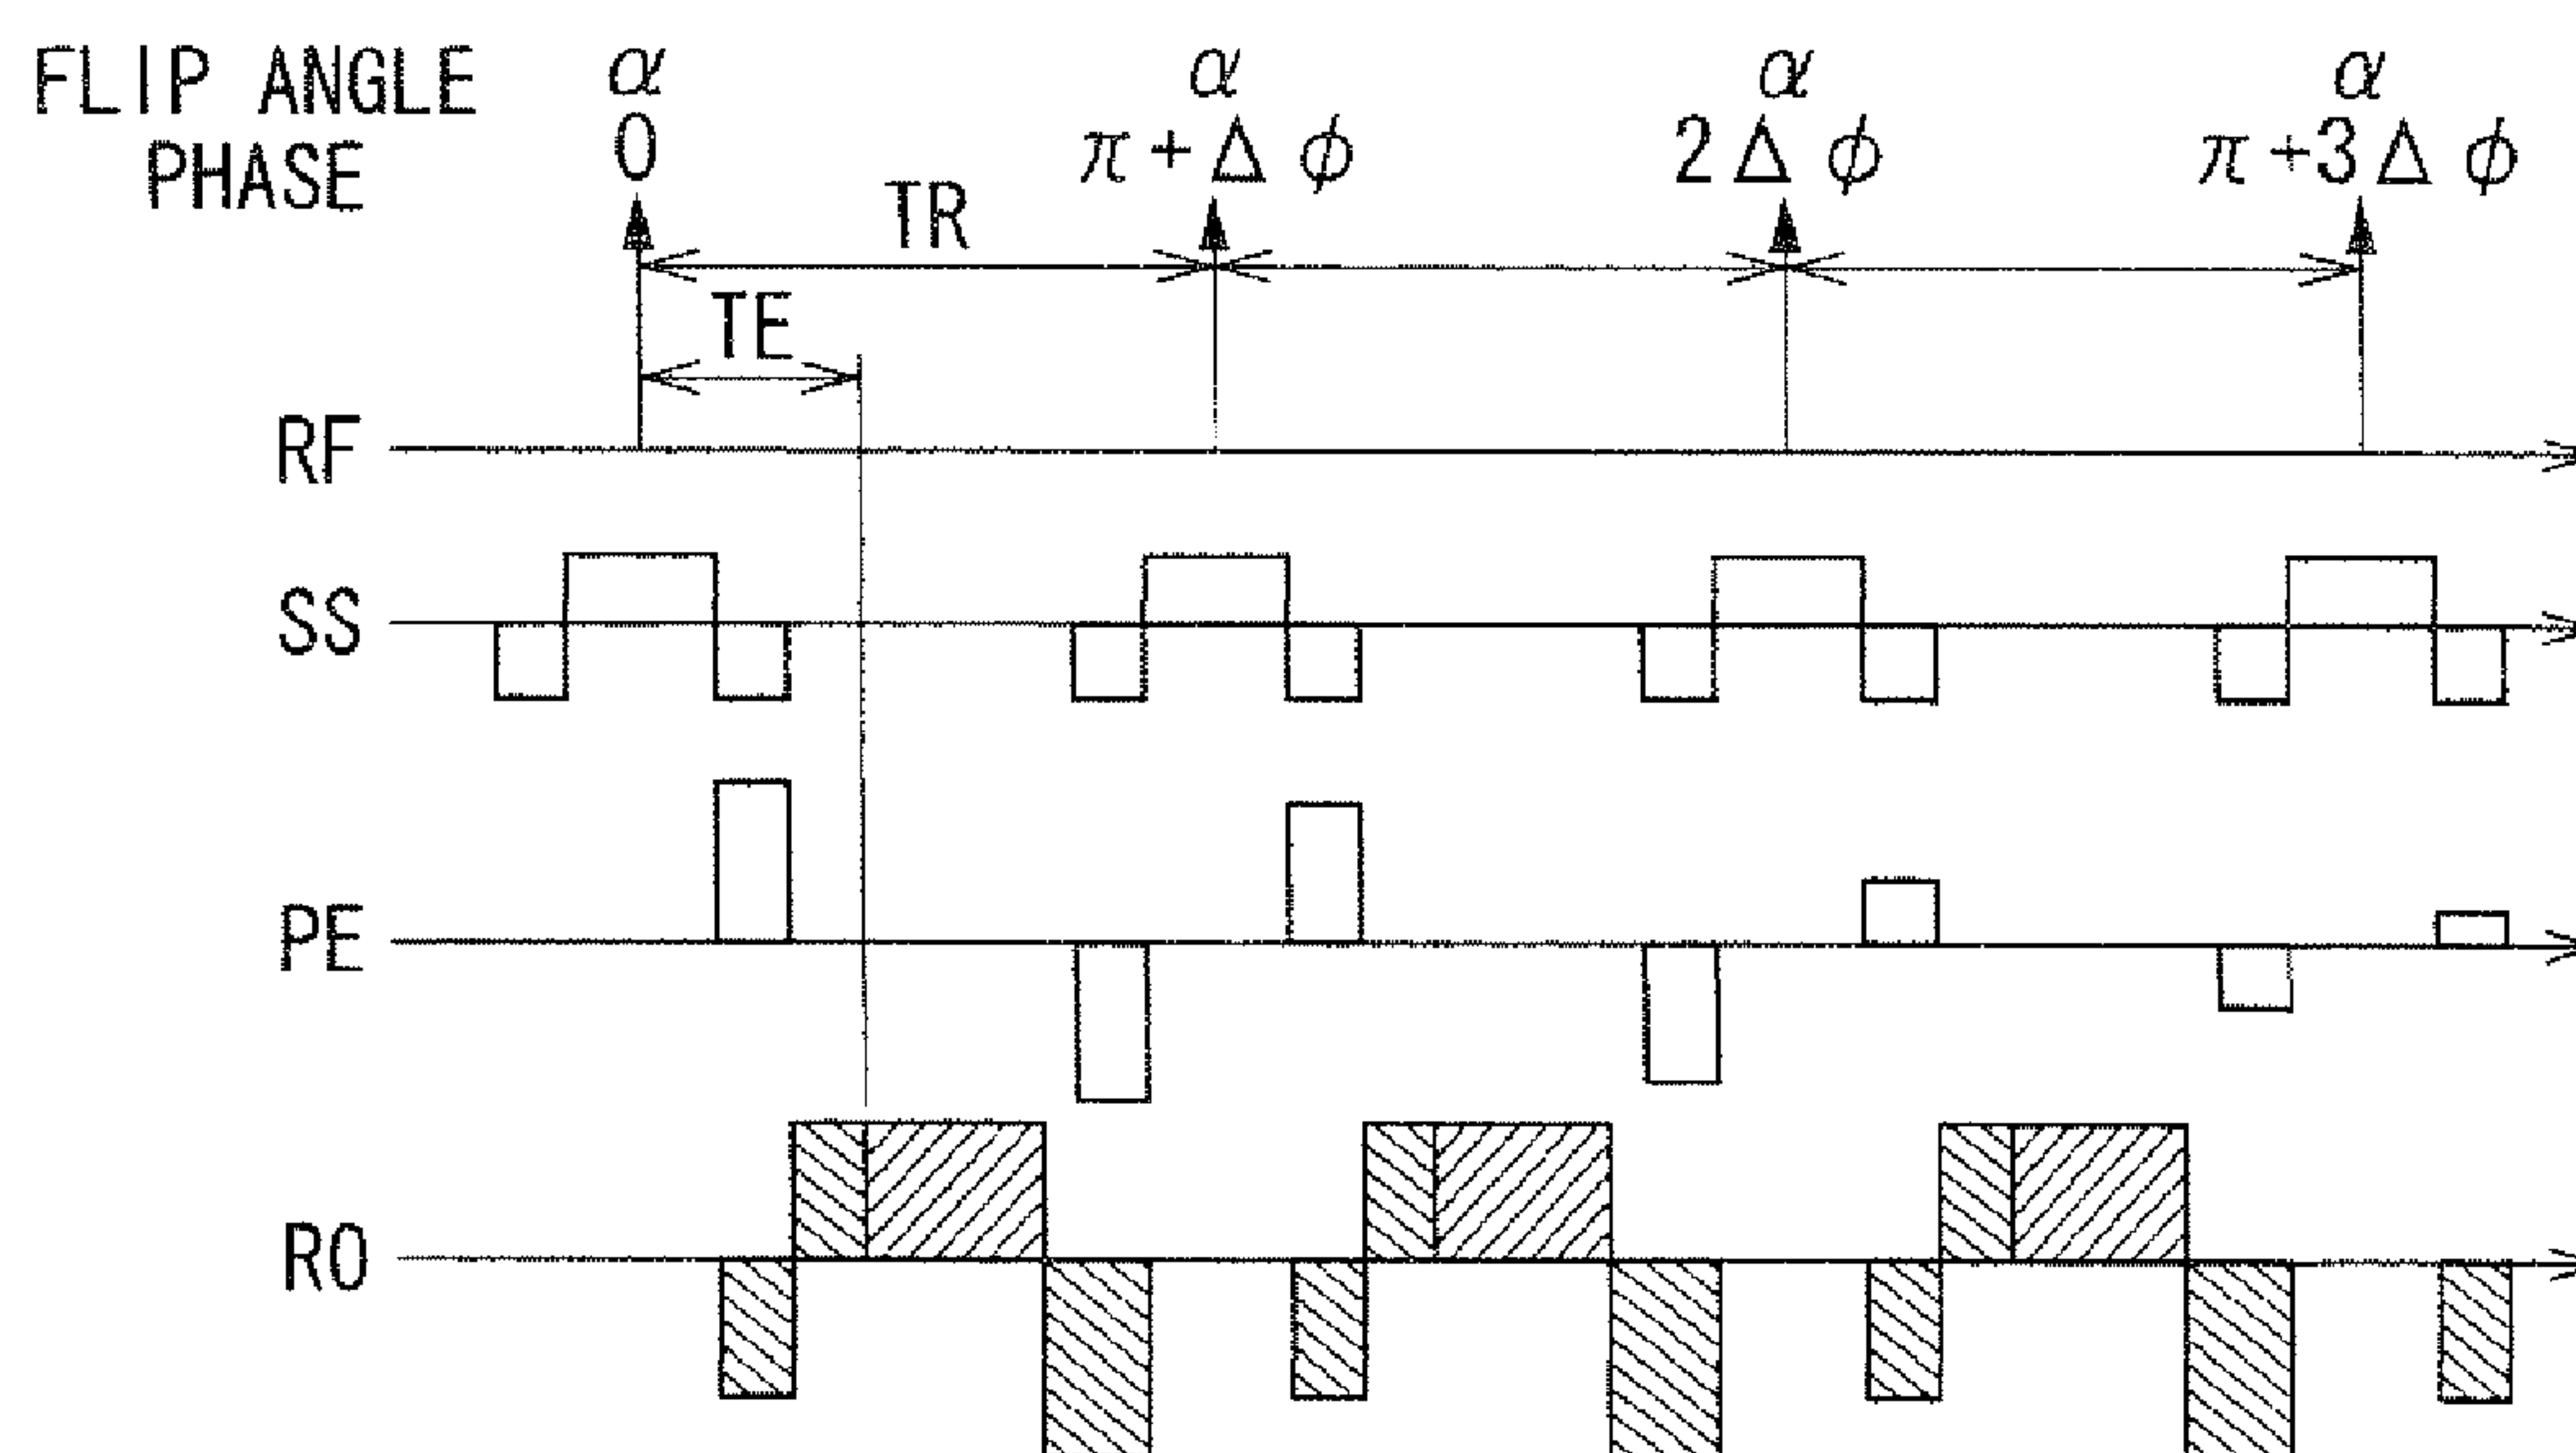 FLIP ANGLE α α α α
PHASE 0 π+Δφ 2Δφ π+3Δφ
TR
TE
RF
SS
PE
RO